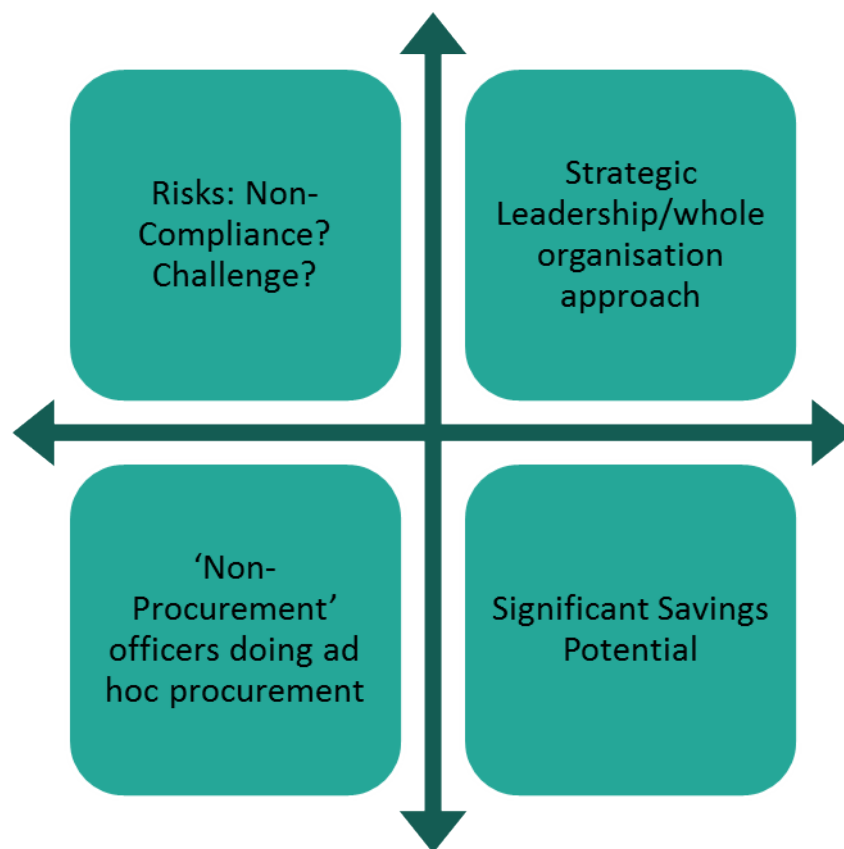 Risks: Non-
Compliance?
Challenge?
Strategic
Leadership/whole
organisation
approach
‘Non-
Procurement’
officers doing ad
hoc procurement
Significant Savings
Potential